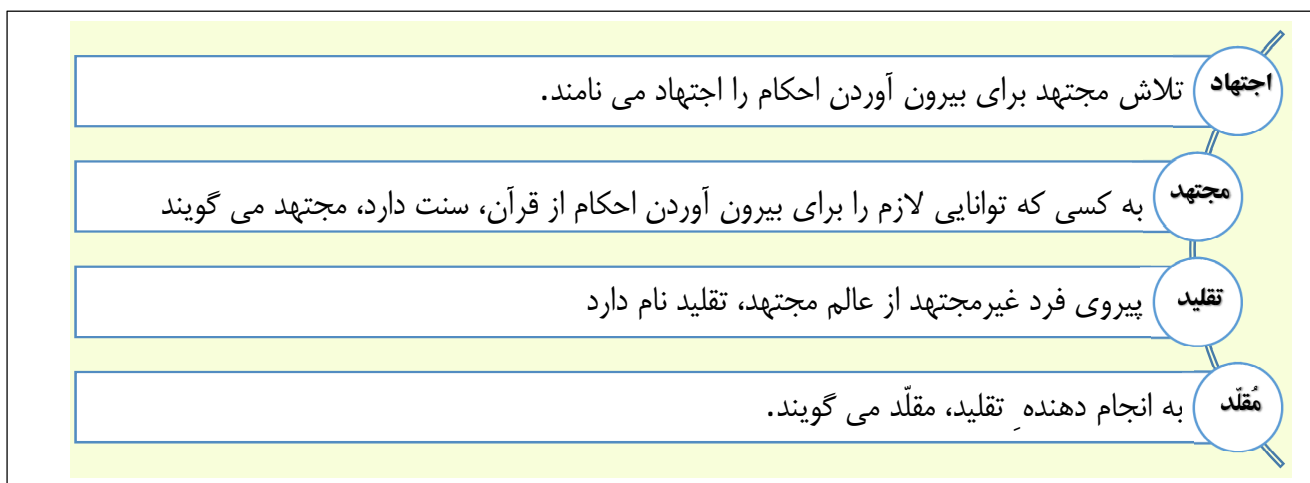 اجتهاد
تلاش مجتهد برای بیرون آوردن احکام را اجتهاد می نامند.
مجتهد
به کسی که توانایی لازم را برای بیرون آوردن احکام از قرآن، سنت دارد، مجتهد می گویند
تقلید
پیروی فرد غیرمجتهد از عالم مجتهد، تقلید نام دارد
مُقلّد
به انجام دهنده ِ تقلید، مقلّد می گویند.